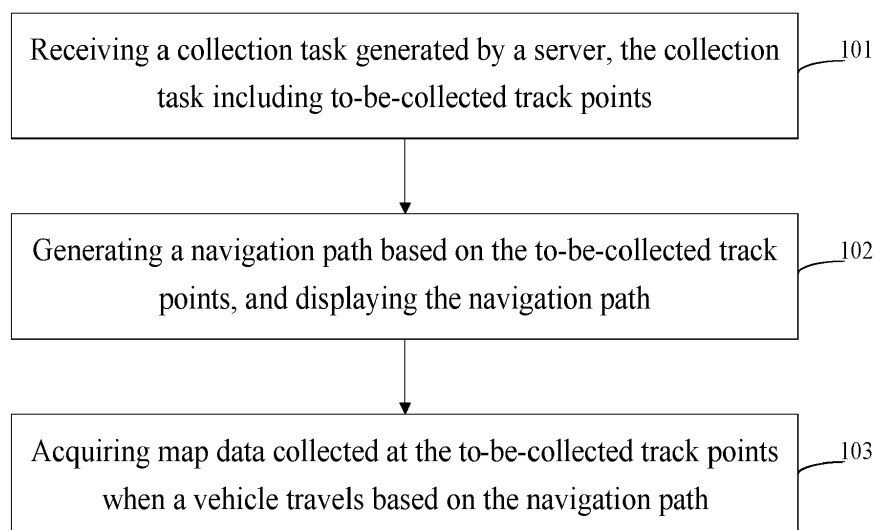 Receiving a collection task generated by a server, the collection
task including to-be-collected track points
101
Generating a navigation path based on the to-be-collected track
points, and displaying the navigation path
102
Acquiring map data collected at the to-be-collected track points
when a vehicle travels based on the navigation path
103